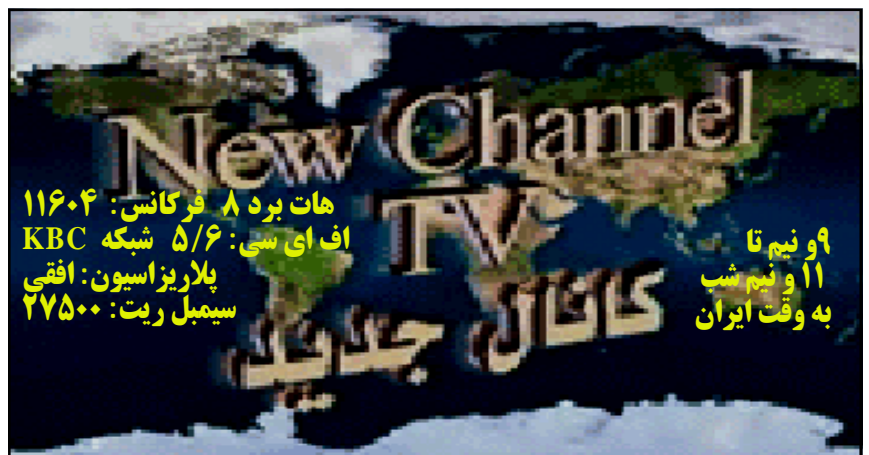 New Channel
TV
کانال جدید
هات برد ۸ فرکانس: ۱۱۶۰۴
اف ای سی: ۵/۶ شبکه KBC
پلاریزاسیون: افقی
سیمبل ریت: ۲۷۵۰۰
۹و نیم تا
۱۱ و نیم شب
به وقت ایران